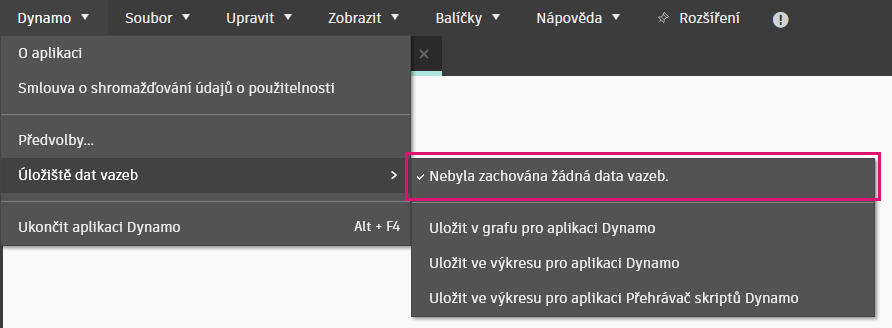 Dynamo Soubor Upravit Zobrazit Balíčky Nápověda Rozšíření
O aplikaci
Smlouva o shromažďování údajů o použitelnosti
Předvolby...
Úložiště dat vazeb
Ukončit aplikaci Dynamo Alt + F4
Nebyla zachována žádná data vazeb.
Uložit v grafu pro aplikaci Dynamo
Uložit ve výkresu pro aplikaci Dynamo
Uložit ve výkresu pro aplikaci Přehrávač skriptů Dynamo